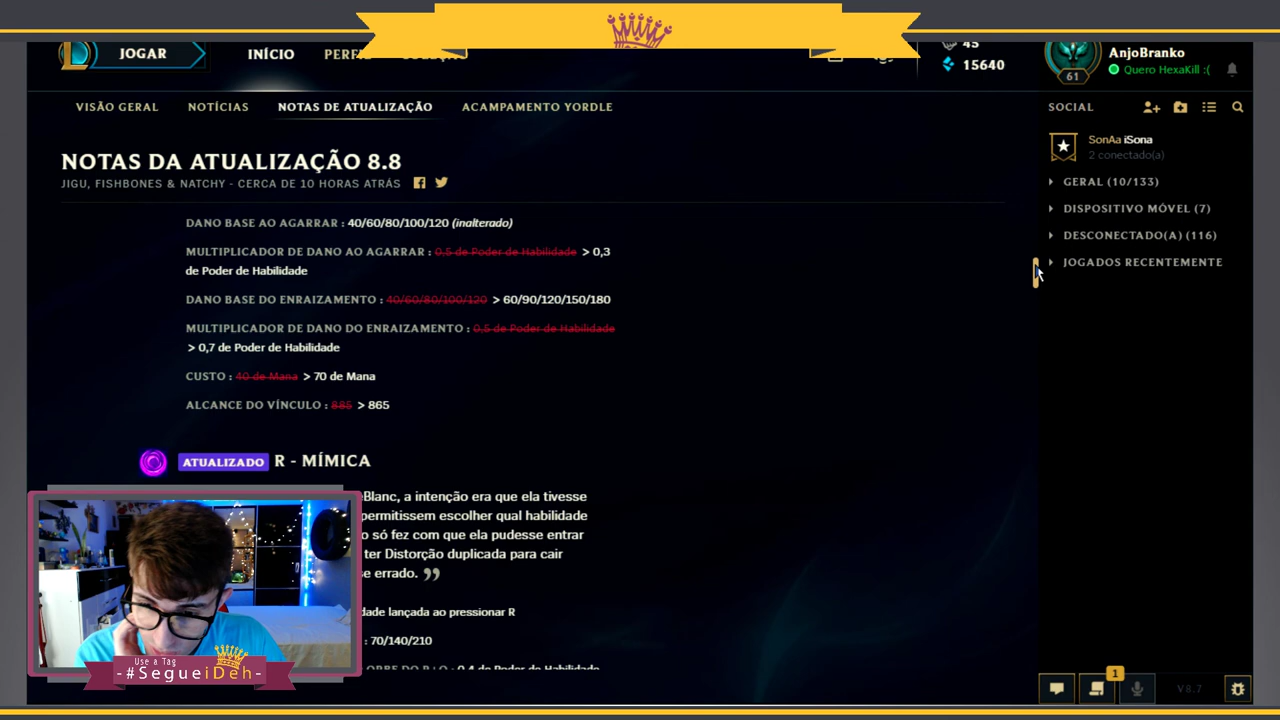 JOGAR
INÍCIO
45
15640
AnjoBranko
Quero HexaKill :(
61
VISÃO GERAL
NOTÍCIAS
NOTAS DE ATUALIZAÇÃO
ACAMPAMENTO YORDLE
SOCIAL
NOTAS DA ATUALIZAÇÃO 8.8
JIGU, FISHBONES & NATCHY - CERCA DE 10 HORAS ATRÁS
SonAa iSona
2 conectado(a)
GERAL (10/133)
DISPOSITIVO MÓVEL (7)
DESCONECTADO(A) (116)
JOGADOS RECENTEMENTE
DANO BASE AO AGARRAR : 40/60/80/100/120 (inalterado)
MULTIPLICADOR DE DANO AO AGARRAR : 0,5 de Poder de Habilidade > 0,3
de Poder de Habilidade
DANO BASE DO ENRAIZAMENTO : 40/60/80/100/120 > 60/90/120/150/180
MULTIPLICADOR DE DANO DO ENRAIZAMENTO : 0,5 de Poder de Habilidade
> 0,7 de Poder de Habilidade
CUSTO : 40 de Mana > 70 de Mana
ALCANCE DO VÍNCULO : 885 > 865
ATUALIZADO R - MÍMICA
eBlanc, a intenção era que ela tivesse
permitissem escolher qual habilidade
o só fez com que ela pudesse entrar
ter Distorção duplicada para cair
se errado.
dade lançada ao pressionar R
: 70/140/210
Use a Tag
-#SegueiDeh-
1
V8.7